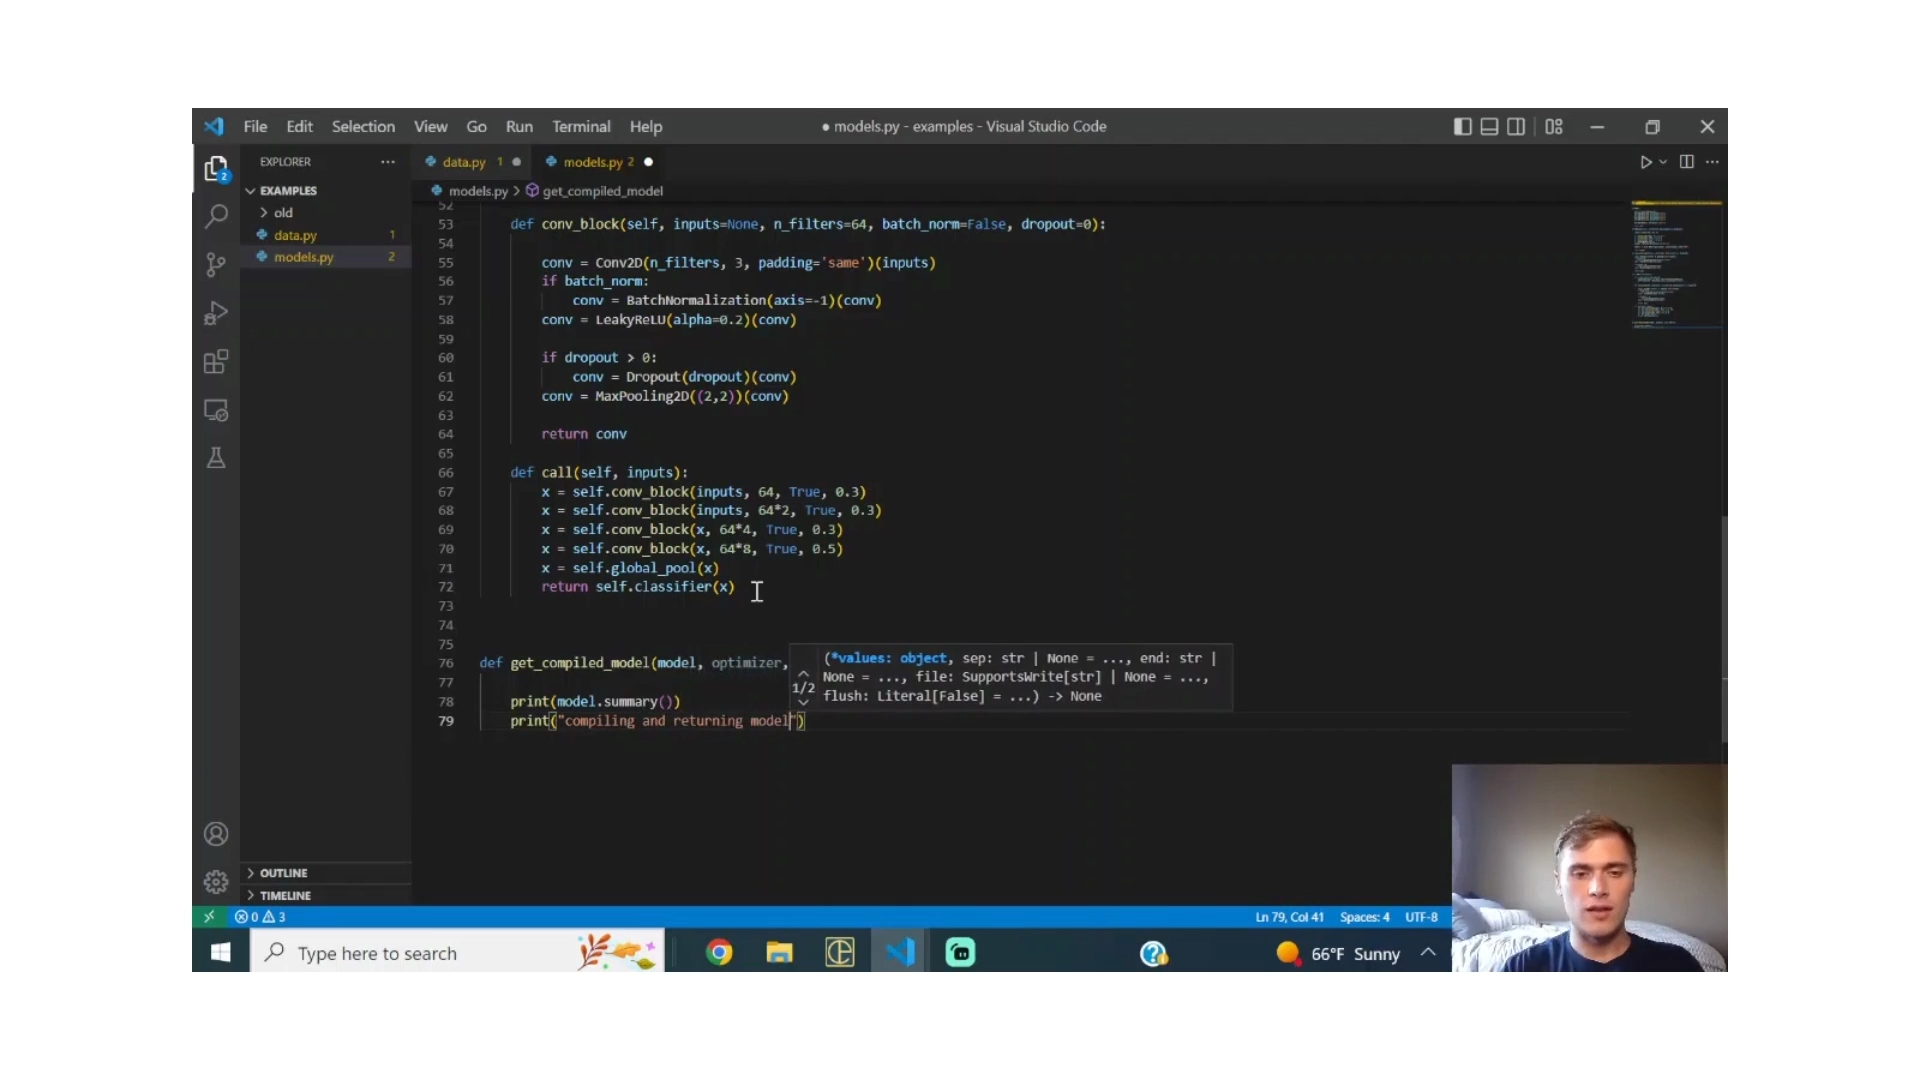 File Edit Selection View Go Run Terminal Help
models.py - examples - Visual Studio Code
EXPLORER
data.py 1
models.py 2
2
EXAMPLES
models.py > get_compiled_model
old
data.py 1
models.py 2
52
53 def conv_block(self, inputs=None, n_filters=64, batch_norm=False, dropout=0):
54
55 conv = Conv2D(n_filters, 3, padding='same')(inputs)
56 if batch_norm:
57 conv = BatchNormalization(axis=-1)(conv)
58 conv = LeakyReLU(alpha=0.2)(conv)
59
60 if dropout > 0:
61 conv = Dropout(dropout)(conv)
62 conv = MaxPooling2D((2,2))(conv)
63
64 return conv
65
66 def call(self, inputs):
67 x = self.conv_block(inputs, 64, True, 0.3)
68 x = self.conv_block(inputs, 64*2, True, 0.3)
69 x = self.conv_block(x, 64*4, True, 0.3)
70 x = self.conv_block(x, 64*8, True, 0.5)
71 x = self.global_pool(x)
72 return self.classifier(x)
73
74
75
76 def get_compiled_model(model, optimizer,
77
78 print(model.summary())
79 print("compiling and returning model")
1/2
(*values: object, sep: str | None = ..., end: str |
None = ..., file: SupportsWrite[str] | None = ...,
flush: Literal[False] = ...) -> None
OUTLINE
TIMELINE
0 3
Ln 79, Col 41 Spaces: 4 UTF-8
Type here to search
66°F Sunny